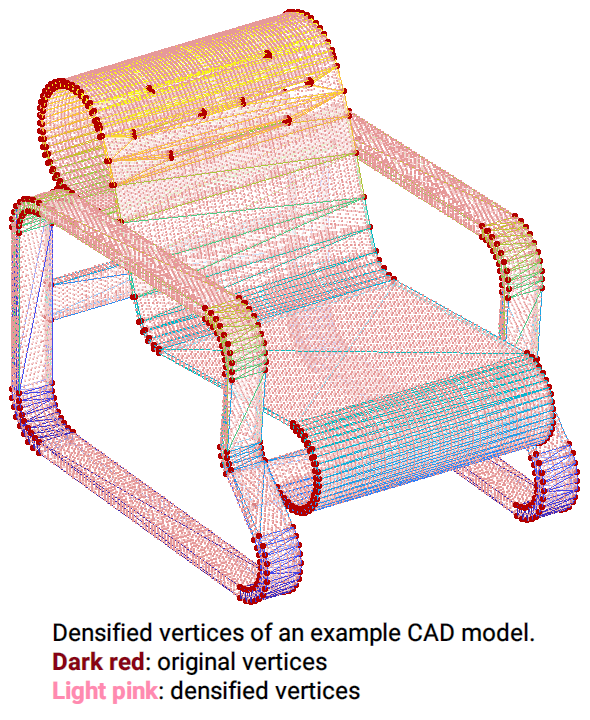 Densified vertices of an example CAD model.
Dark red: original vertices
Light pink: densified vertices